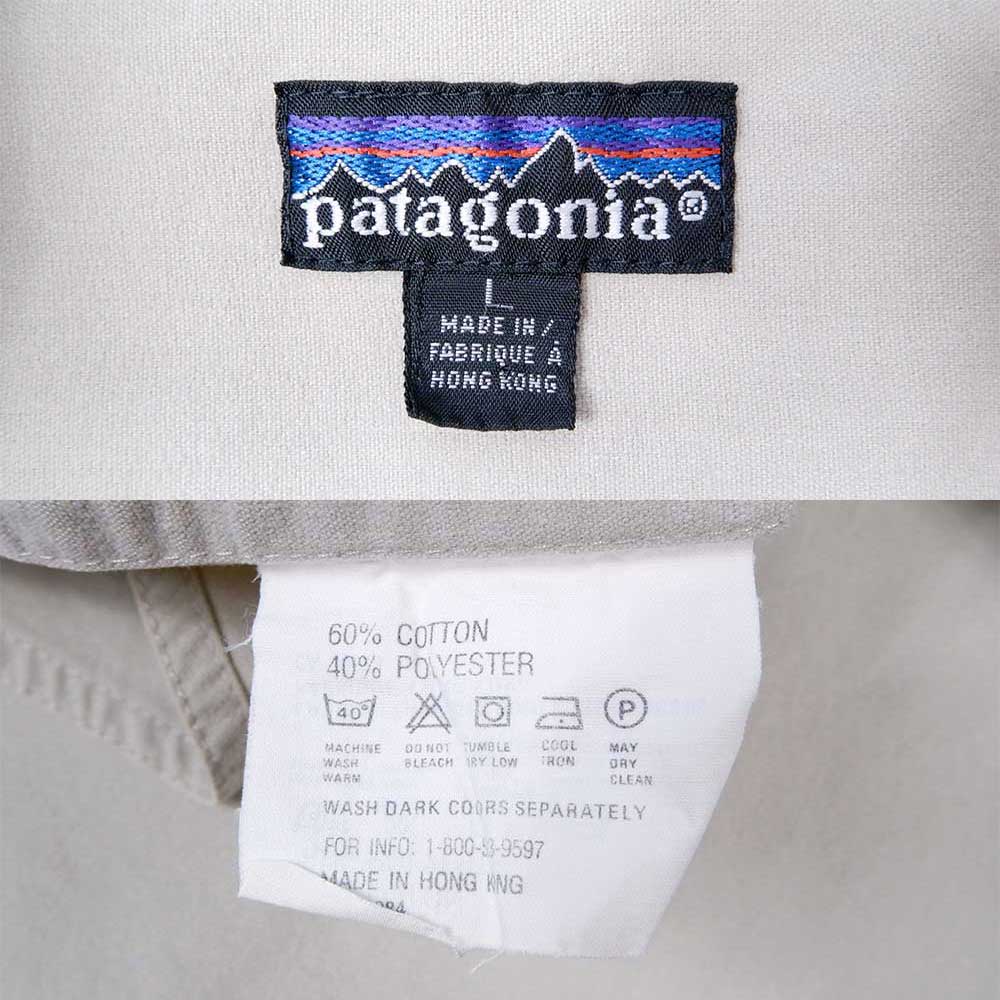 patagonia®
L
MADE IN /
FABRIQUE À
HONG KONG
60% COTTON
40% POLYESTER
40° P
MACHINE WASH WARM
DO NOT BLEACH
TUMBLE DRY LOW
COOL IRON
MAY DRY CLEAN
WASH DARK COORS SEPARATELY
FOR INFO: 1-800- -9597
MADE IN HONG KNG
984